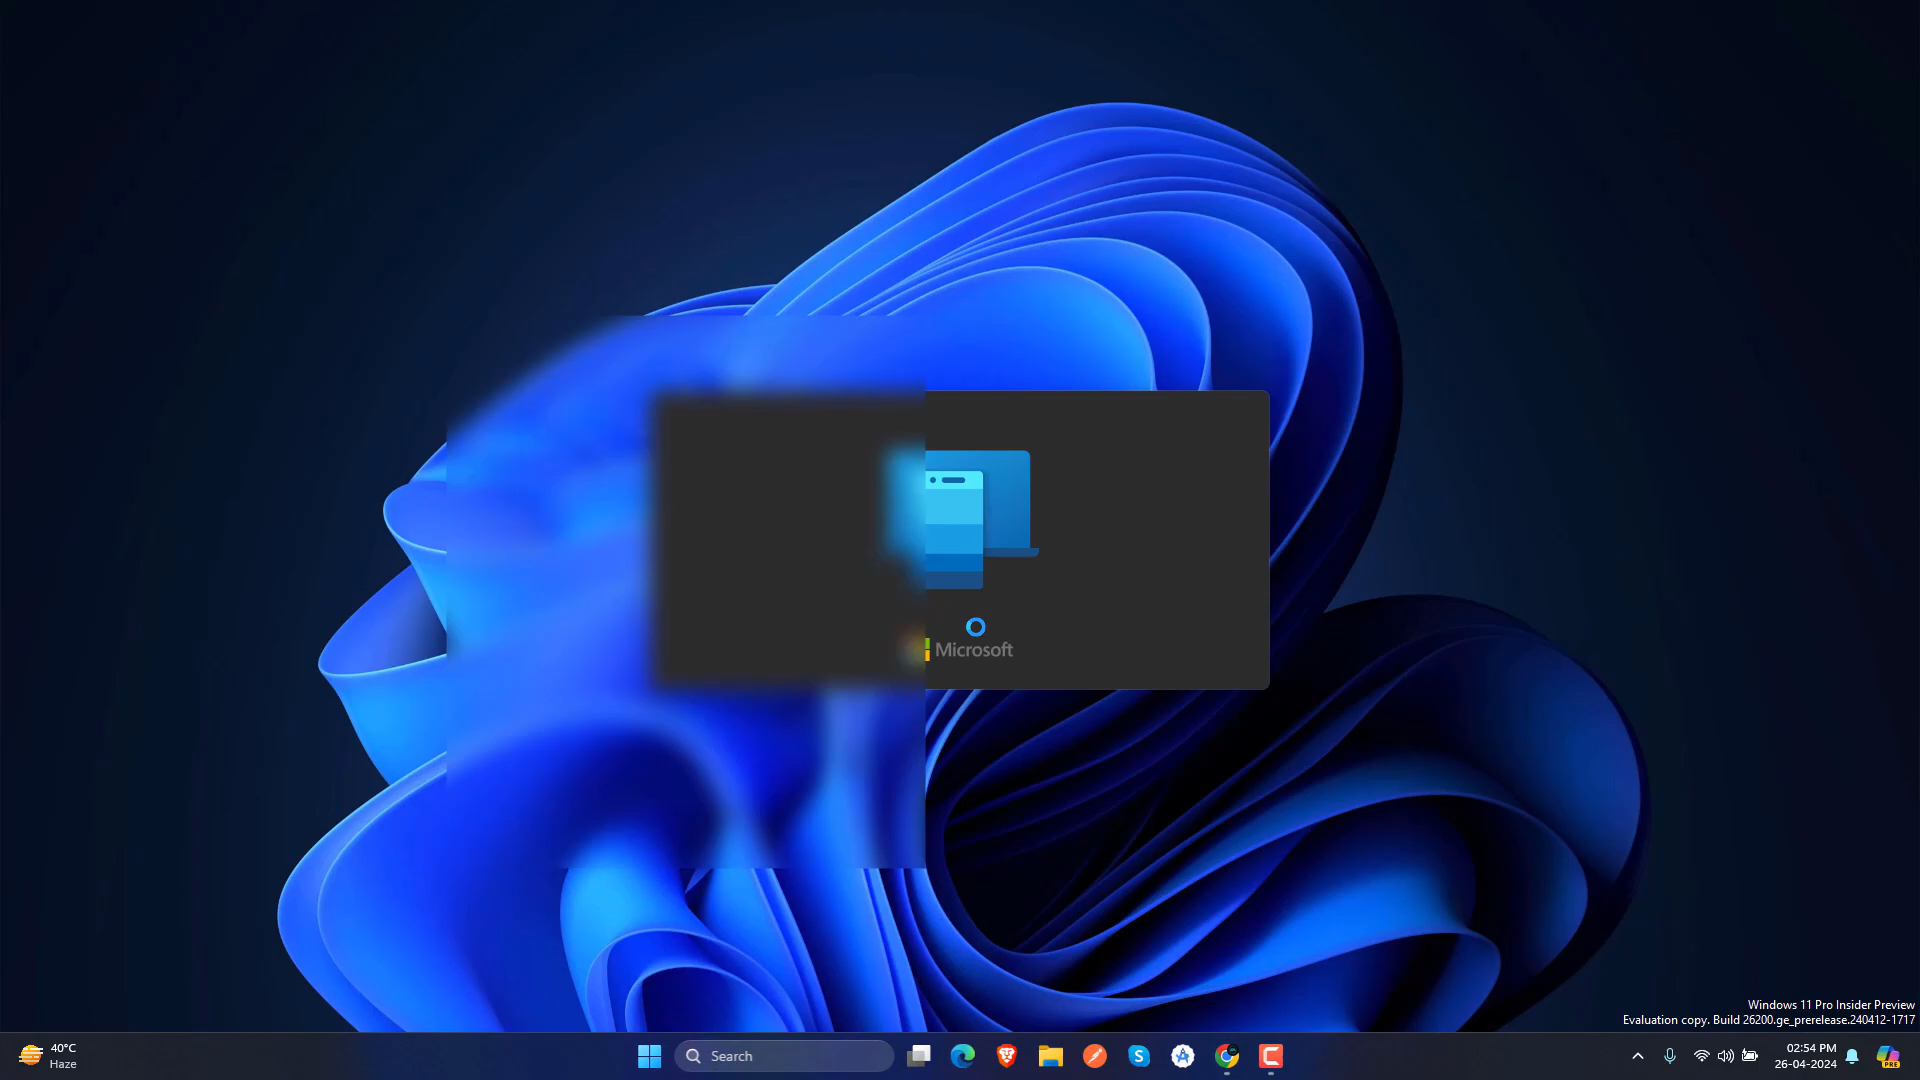 Microsoft
Windows 11 Pro Insider Preview
Evaluation copy. Build 26200.ge_prerelease.240412-1717
40°C
Haze
Search
02:54 PM
26-04-2024
PRE